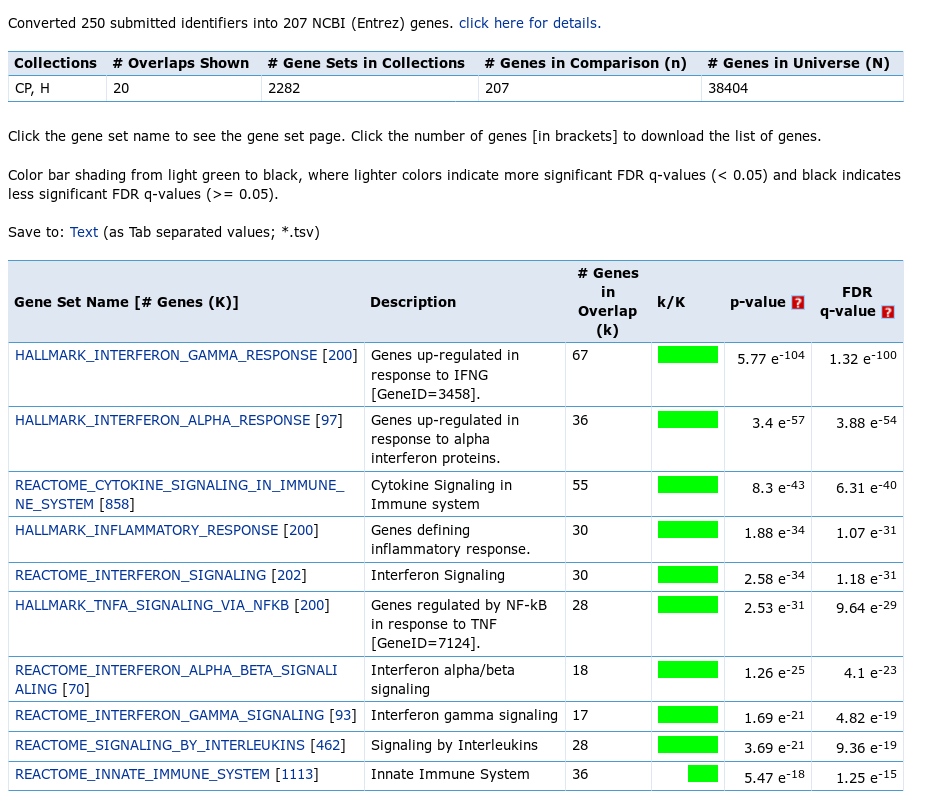 Converted 250 submitted identifiers into 207 NCBI (Entrez) genes. click here for details.
Collections # Overlaps Shown # Gene Sets in Collections # Genes in Comparison (n) # Genes in Universe (N)
CP, H 20 2282 207 38404
Click the gene set name to see the gene set page. Click the number of genes [in brackets] to download the list of genes.
Color bar shading from light green to black, where lighter colors indicate more significant FDR q-values (< 0.05) and black indicates
less significant FDR q-values (>= 0.05).
Save to: Text (as Tab separated values; *.tsv)
Gene Set Name [# Genes (K)] Description # Genes in Overlap (k) k/K p-value ? FDR q-value ?
HALLMARK_INTERFERON_GAMMA_RESPONSE [200] Genes up-regulated in 67 5.77 e-104 1.32 e-100
response to IFNG
[GeneID=3458].
HALLMARK_INTERFERON_ALPHA_RESPONSE [97] Genes up-regulated in 36 3.4 e-57 3.88 e-54
response to alpha
interferon proteins.
REACTOME_CYTOKINE_SIGNALING_IN_IMMUNE_ Cytokine Signaling in 55 8.3 e-43 6.31 e-40
NE_SYSTEM [858] Immune system
HALLMARK_INFLAMMATORY_RESPONSE [200] Genes defining 30 1.88 e-34 1.07 e-31
inflammatory response.
REACTOME_INTERFERON_SIGNALING [202] Interferon Signaling 30 2.58 e-34 1.18 e-31
HALLMARK_TNFA_SIGNALING_VIA_NFKB [200] Genes regulated by NF-kB 28 2.53 e-31 9.64 e-29
in response to TNF
[GeneID=7124].
REACTOME_INTERFERON_ALPHA_BETA_SIGNALI Interferon alpha/beta 18 1.26 e-25 4.1 e-23
ALING [70] signaling
REACTOME_INTERFERON_GAMMA_SIGNALING [93] Interferon gamma signaling 17 1.69 e-21 4.82 e-19
REACTOME_SIGNALING_BY_INTERLEUKINS [462] Signaling by Interleukins 28 3.69 e-21 9.36 e-19
REACTOME_INNATE_IMMUNE_SYSTEM [1113] Innate Immune System 36 5.47 e-18 1.25 e-15